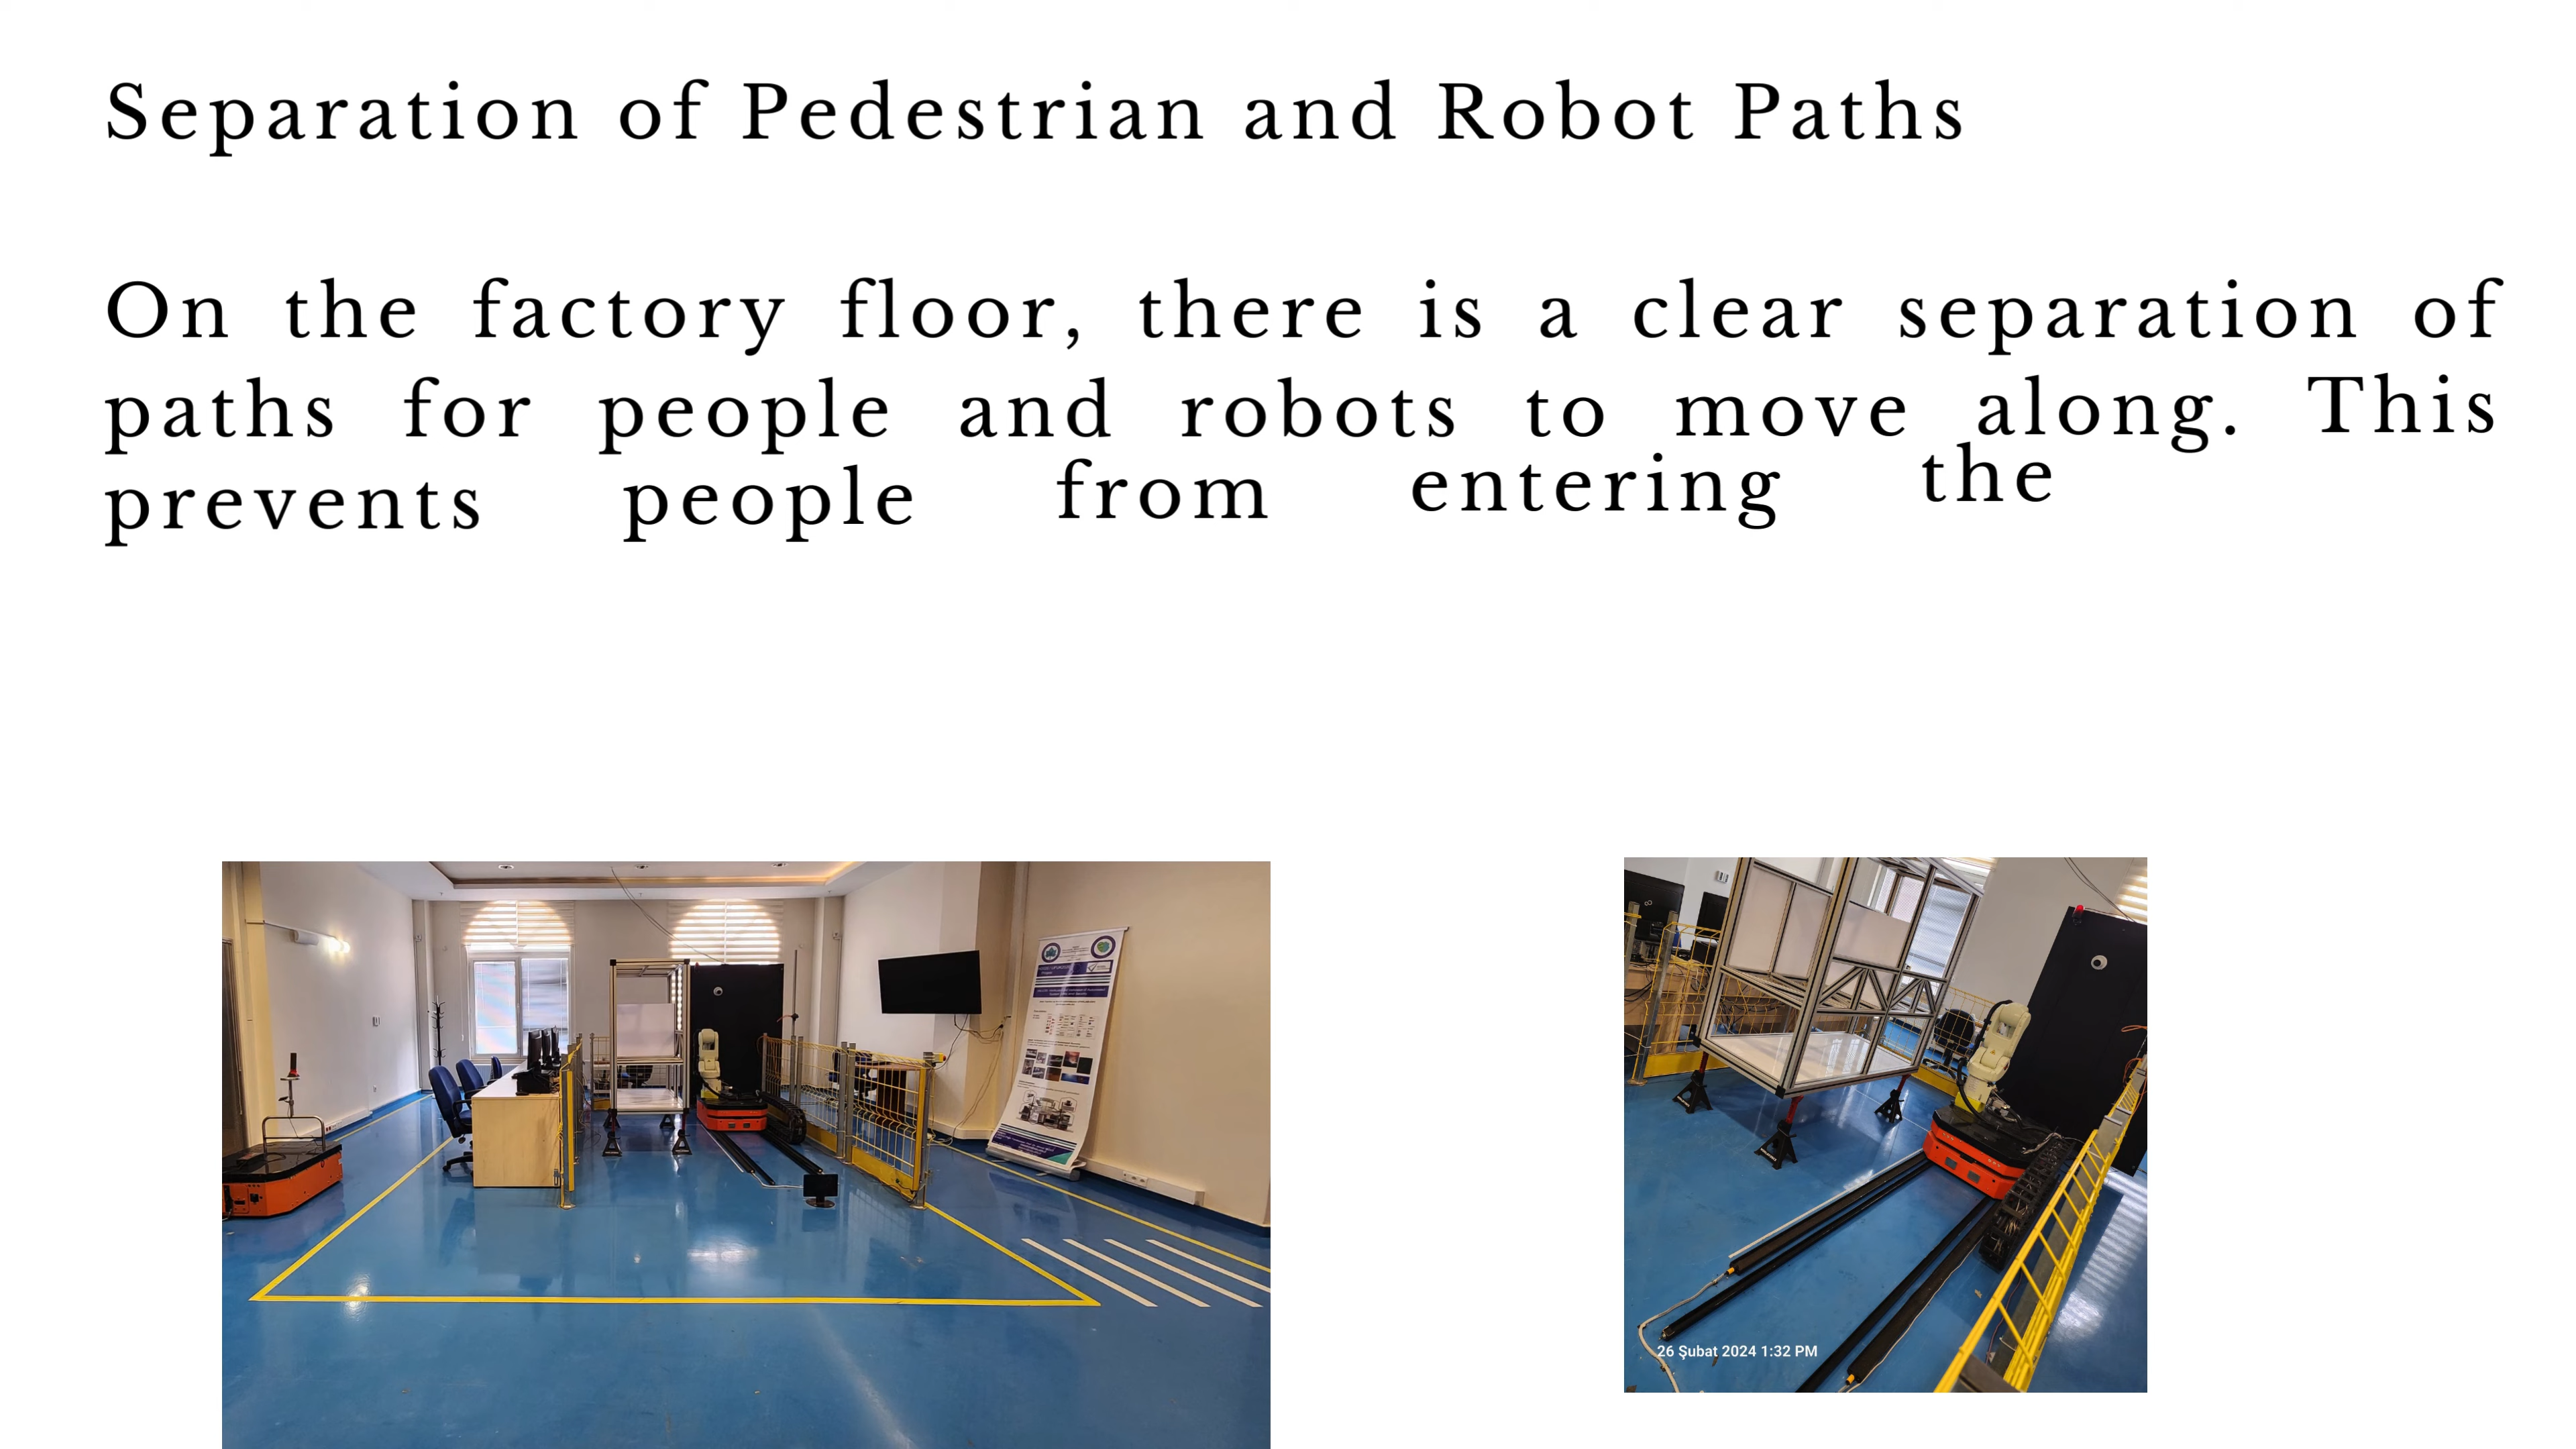 Separation of Pedestrian and Robot Paths
On the factory floor, there is a clear separation of
paths for people and robots to move along. This
prevents people from entering the
26 Şubat 2024 1:32 PM